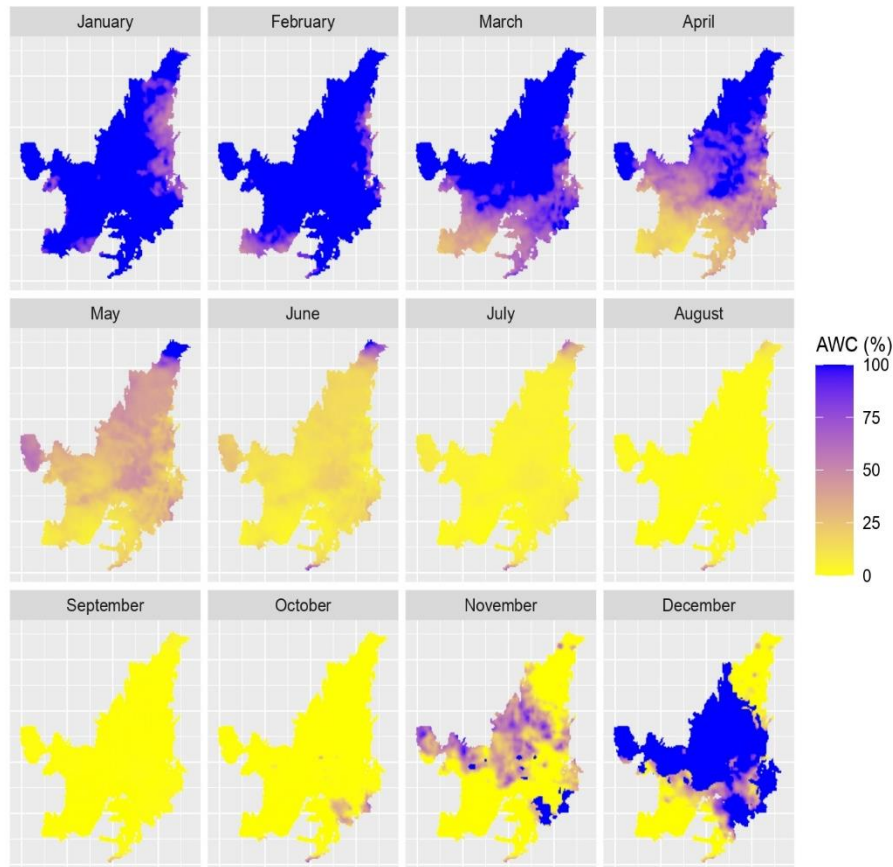 January
February
March
April
May
June
July
August
AWC (%)
100
75
50
25
0
September
October
November
December